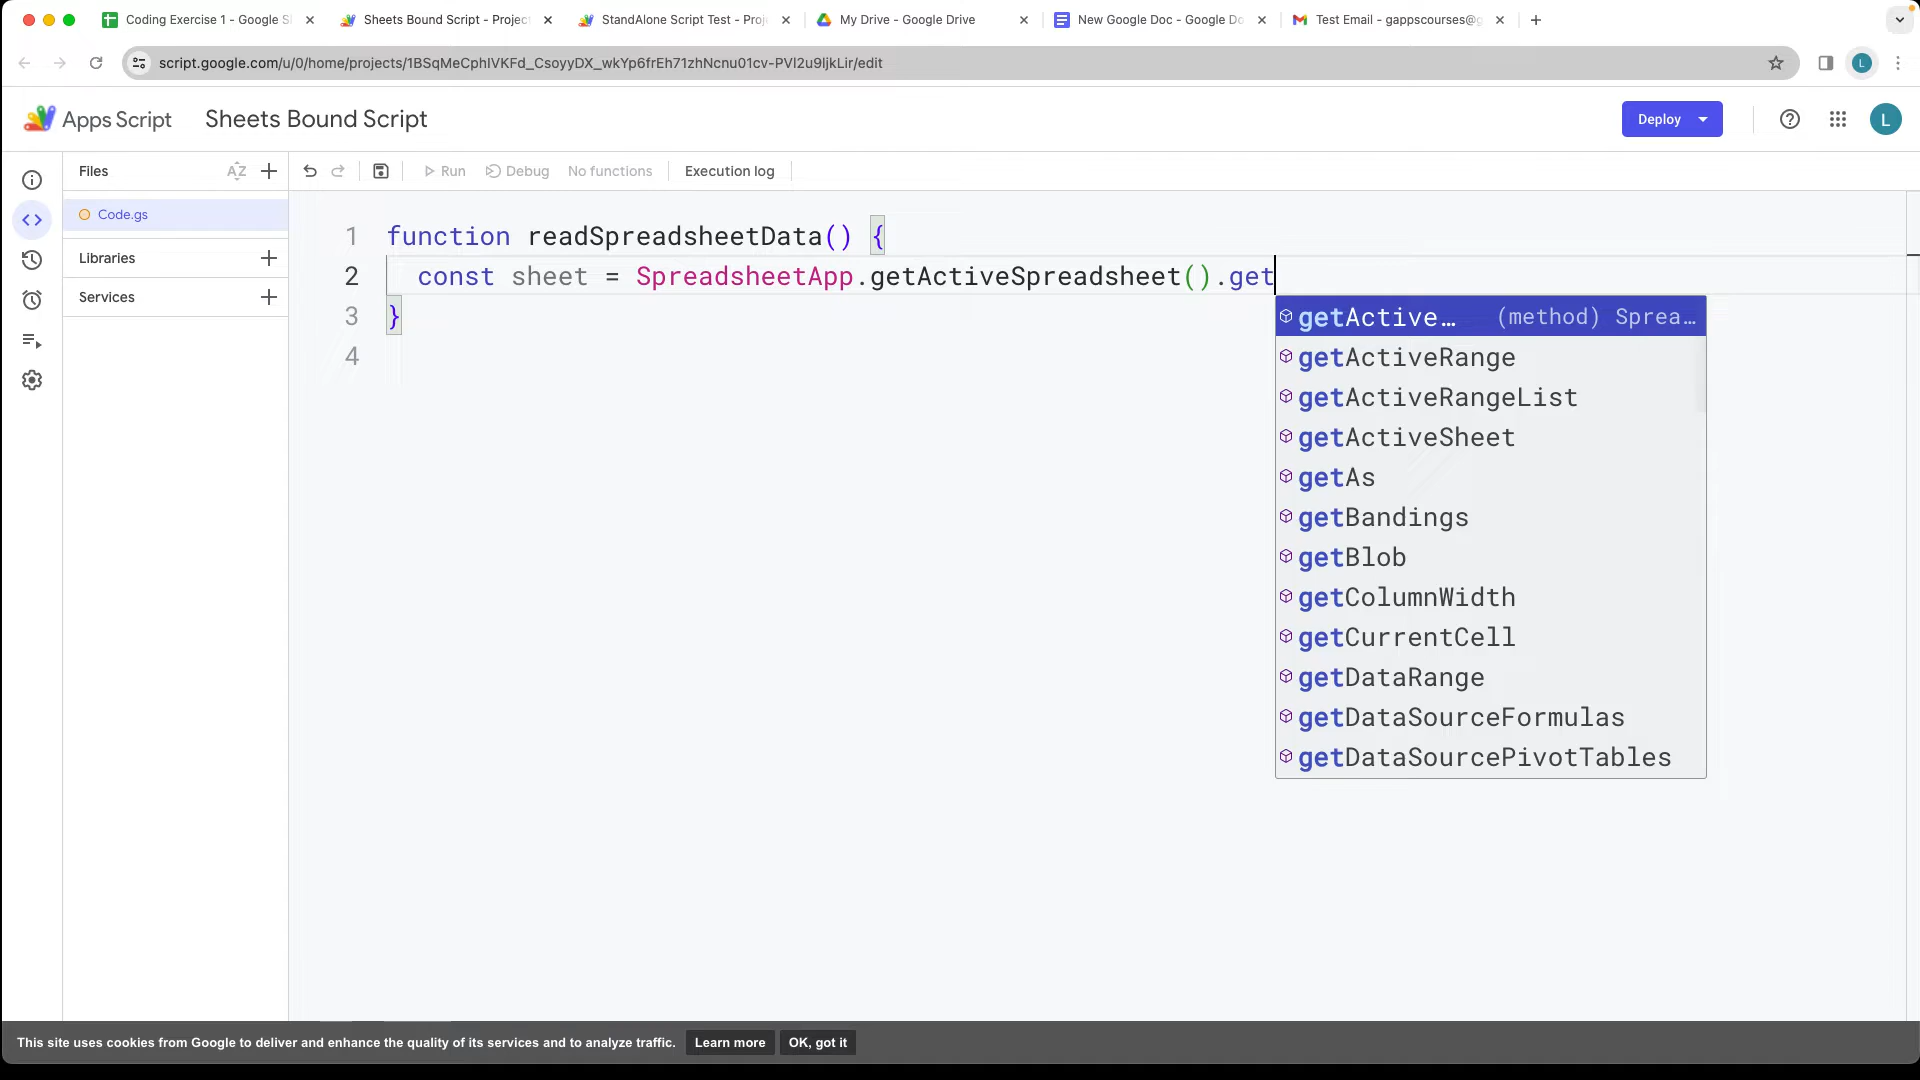 Coding Exercise 1 - Google S
Sheets Bound Script - Projec
StandAlone Script Test - Proj
My Drive - Google Drive
New Google Doc - Google Do
Test Email - gappscourses@g
script.google.com/u/0/home/projects/1BSqMeCphlVKFd_CsoyyDX_wkYp6frEh71zhNcnu01cv-PVl2u9ljkLir/edit
L
Apps Script
Sheets Bound Script
Deploy
L
Files
AZ
Run
Debug
No functions
Execution log
Code.gs
Libraries
Services
1 function readSpreadsheetData() {
2 const sheet = SpreadsheetApp.getActiveSpreadsheet().get
3 }
4
getActive… (method) Sprea…
getActiveRange
getActiveRangeList
getActiveSheet
getAs
getBandings
getBlob
getColumnWidth
getCurrentCell
getDataRange
getDataSourceFormulas
getDataSourcePivotTables
This site uses cookies from Google to deliver and enhance the quality of its services and to analyze traffic.
Learn more
OK, got it